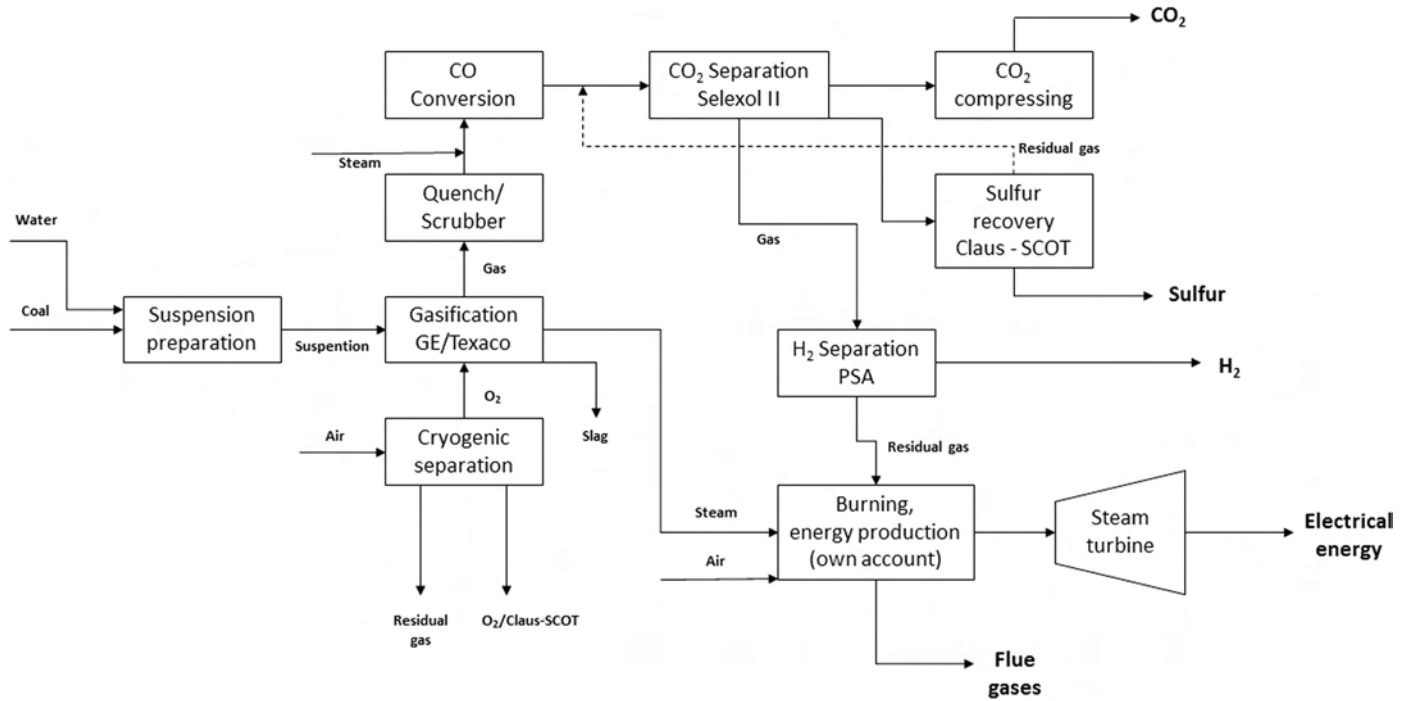 CO₂
CO
Conversion
CO₂ Separation
Selexol II
CO₂
compressing
Steam
Residual gas
Quench/
Scrubber
Sulfur
recovery
Claus - SCOT
Water
Gas
Gas
Sulfur
Coal
Suspension
preparation
Suspention
Gasification
GE/Texaco
H₂ Separation
PSA
H₂
O₂
Air
Cryogenic
separation
Slag
Residual gas
Steam
Air
Burning,
energy production
(own account)
Steam
turbine
Electrical
energy
Residual
gas
O₂/Claus-SCOT
Flue
gases